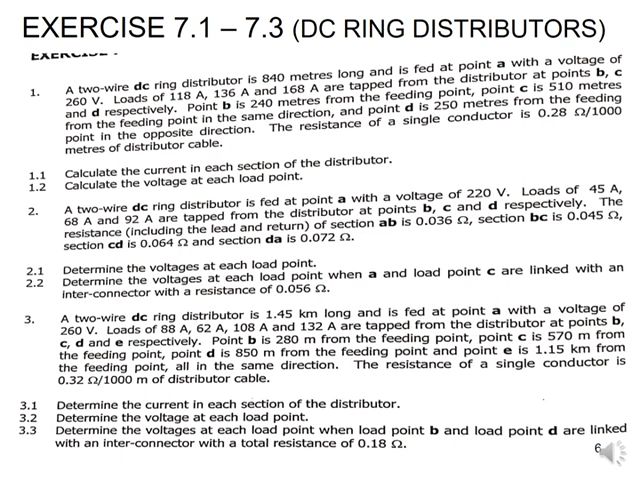 EXERCISE 7.1 – 7.3 (DC RING DISTRIBUTORS)
1. A two-wire dc ring distributor is 840 metres long and is fed at point a with a voltage of
260 V. Loads of 118 A, 136 A and 168 A are tapped from the distributor at points b, c
and d respectively. Point b is 240 metres from the feeding point, point c is 510 metres
from the feeding point in the same direction, and point d is 250 metres from the feeding
point in the opposite direction. The resistance of a single conductor is 0.28 Ω/1000
metres of distributor cable.
1.1 Calculate the current in each section of the distributor.
1.2 Calculate the voltage at each load point.
2. A two-wire dc ring distributor is fed at point a with a voltage of 220 V. Loads of 45 A,
68 A and 92 A are tapped from the distributor at points b, c and d respectively. The
resistance (including the lead and return) of section ab is 0.036 Ω, section bc is 0.045 Ω,
section cd is 0.064 Ω and section da is 0.072 Ω.
2.1 Determine the voltages at each load point.
2.2 Determine the voltages at each load point when a and load point c are linked with an
inter-connector with a resistance of 0.056 Ω.
3. A two-wire dc ring distributor is 1.45 km long and is fed at point a with a voltage of
260 V. Loads of 88 A, 62 A, 108 A and 132 A are tapped from the distributor at points b,
c, d and e respectively. Point b is 280 m from the feeding point, point c is 570 m from
the feeding point, point d is 850 m from the feeding point and point e is 1.15 km from
the feeding point, all in the same direction. The resistance of a single conductor is
0.32 Ω/1000 m of distributor cable.
3.1 Determine the current in each section of the distributor.
3.2 Determine the voltage at each load point.
3.3 Determine the voltages at each load point when load point b and load point d are linked
with an inter-connector with a total resistance of 0.18 Ω.
6